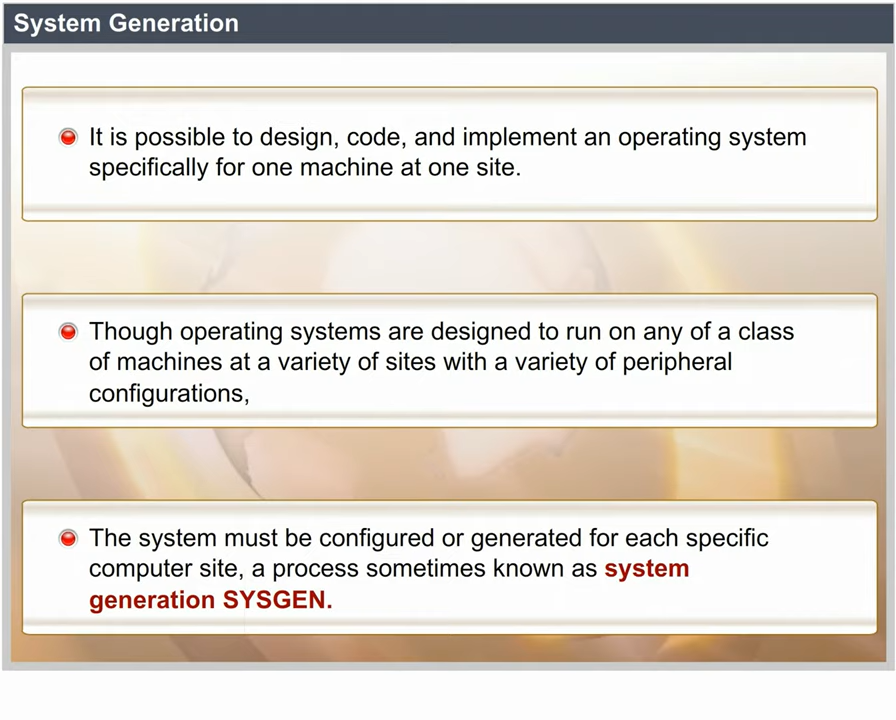 System Generation
It is possible to design, code, and implement an operating system
specifically for one machine at one site.
Though operating systems are designed to run on any of a class
of machines at a variety of sites with a variety of peripheral
configurations,
The system must be configured or generated for each specific
computer site, a process sometimes known as system
generation SYSGEN.